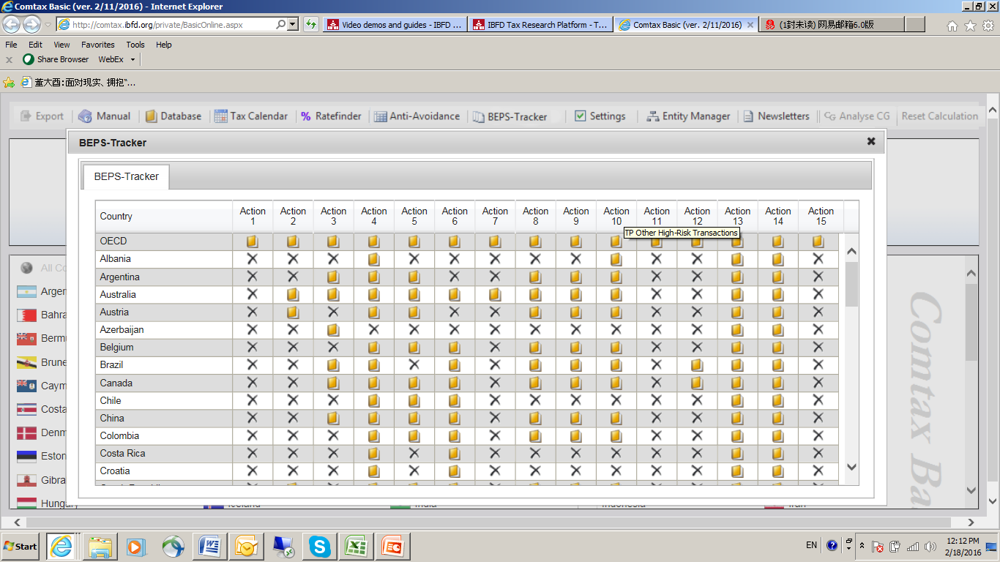 Comtax Basic (ver. 2/11/2016) - Internet Explorer
http://comtax.ibfd.org/private/BasicOnline.aspx
Video demos and guides - IBFD ...
IBFD Tax Research Platform - T...
Comtax Basic (ver. 2/11/2016)
(1封未读) 网易邮箱6.0版
File Edit View Favorites Tools Help
x Share Browser WebEx
董大酉:面对现实、拥抱“...
Export Manual Database Tax Calendar % Ratefinder Anti-Avoidance BEPS-Tracker Settings Entity Manager Newsletters CG Analyse CG Reset Calculation
BEPS-Tracker
BEPS-Tracker
Country Action 1 Action 2 Action 3 Action 4 Action 5 Action 6 Action 7 Action 8 Action 9 Action 10 Action 11 Action 12 Action 13 Action 14 Action 15
TP Other High-Risk Transactions
OECD
Albania
Argentina
Australia
Austria
Azerbaijan
Belgium
Brazil
Canada
Chile
China
Colombia
Costa Rica
Croatia
All Co
Argen
Bahra
Bermu
Brune
Caym
Costa
Denm
Eston
Gibra
Hungary Iceland India Indonesia Iran
Comtax Ba
Start
EN
12:12 PM
2/18/2016